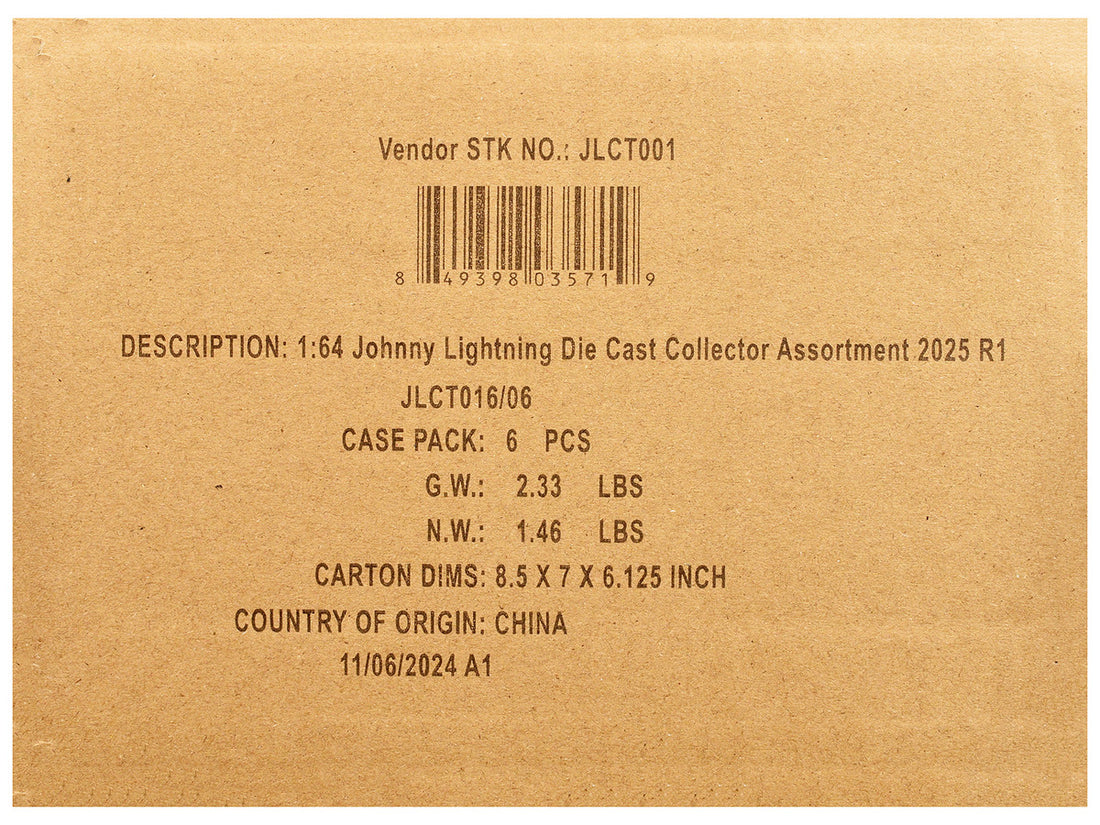 Vendor STK NO.: JLCT001
8 49398 03571 9
DESCRIPTION: 1:64 Johnny Lightning Die Cast Collector Assortment 2025 R1
JLCT016/06
CASE PACK: 6 PCS
G.W.: 2.33 LBS
N.W.: 1.46 LBS
CARTON DIMS: 8.5 X 7 X 6.125 INCH
COUNTRY OF ORIGIN: CHINA
11/06/2024 A1